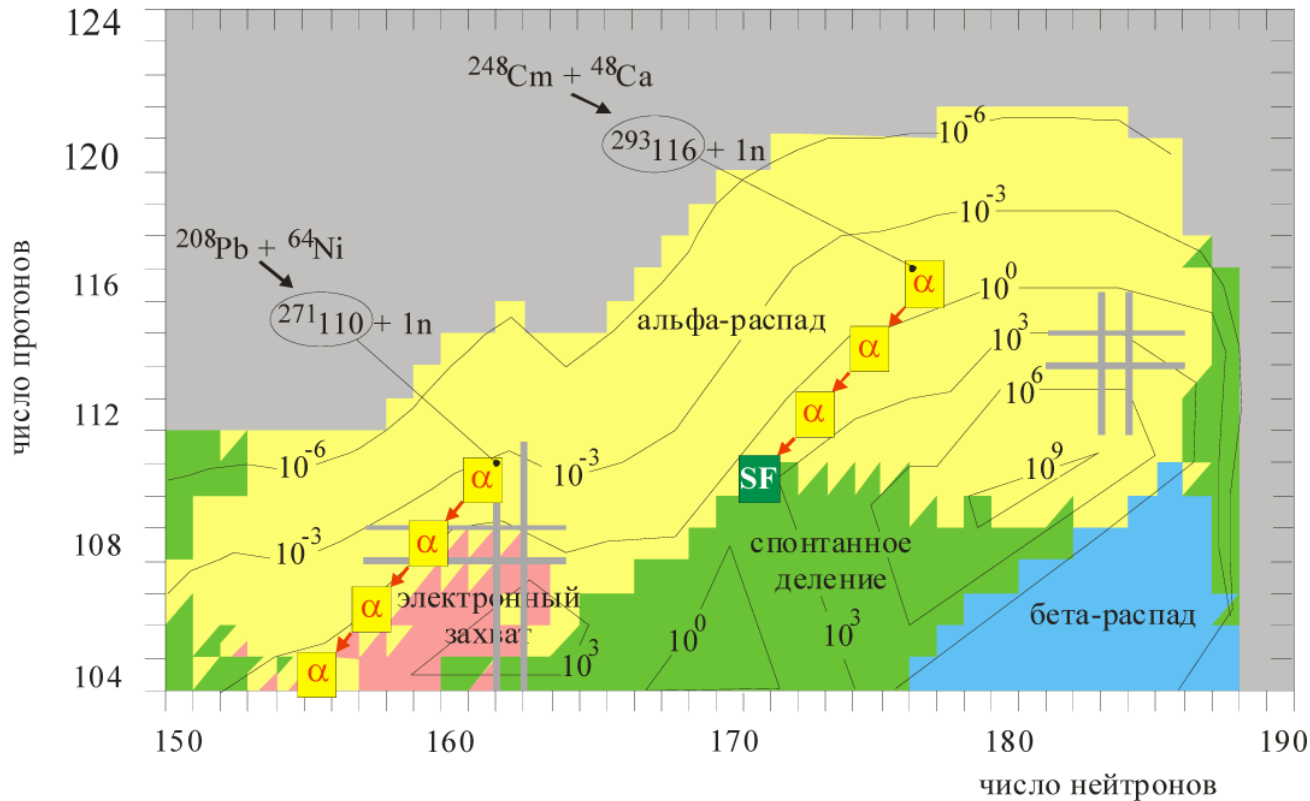 124
120
116
112
108
104
число протонов
²⁴⁸Cm + ⁴⁸Ca
²⁹³116 + 1n
²⁰⁸Pb + ⁶⁴Ni
²⁷¹110 + 1n
10⁻⁶
10⁻³
10⁰
10³
10⁶
10⁹
альфа-распад
α
α
α
SF
10⁻⁶
10⁻³
10⁻³
α
α
α
α
электронный
захват
10³
спонтанное
деление
10⁰
10³
бета-распад
150
160
170
180
190
число нейтронов